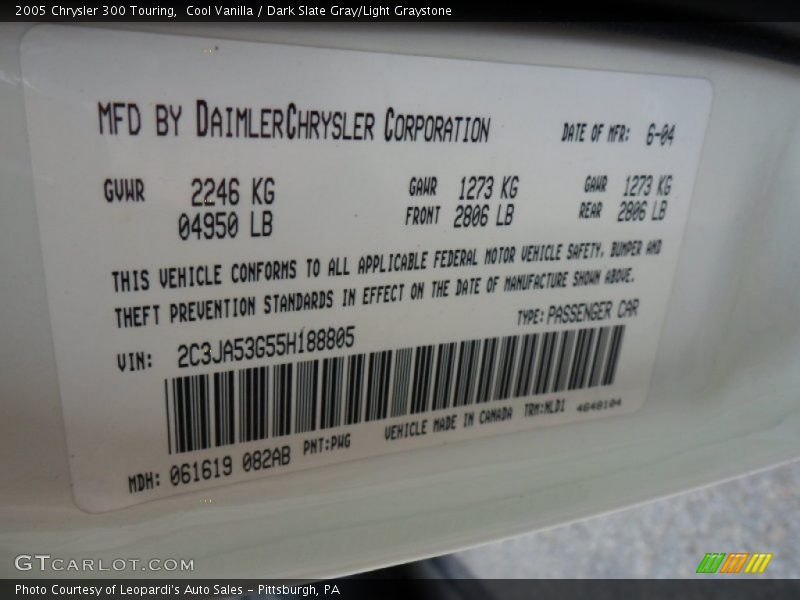 2005 Chrysler 300 Touring,  Cool Vanilla / Dark Slate Gray/Light Graystone
MFD BY DAIMLERCHRYSLER CORPORATION DATE OF MFR: 6-04
GVWR 2246 KG GAWR 1273 KG GAWR 1273 KG
04950 LB FRONT 2806 LB REAR 2806 LB
THIS VEHICLE CONFORMS TO ALL APPLICABLE FEDERAL MOTOR VEHICLE SAFETY, BUMPER AND
THEFT PREVENTION STANDARDS IN EFFECT ON THE DATE OF MANUFACTURE SHOWN ABOVE.
VIN: 2C3JA53G55H188805 TYPE: PASSENGER CAR
MDH: 061619 082AB PNT:PWG VEHICLE MADE IN CANADA TRM:NLD1 4648104
GTCARLOT.COM
Photo Courtesy of Leopardi's Auto Sales - Pittsburgh, PA